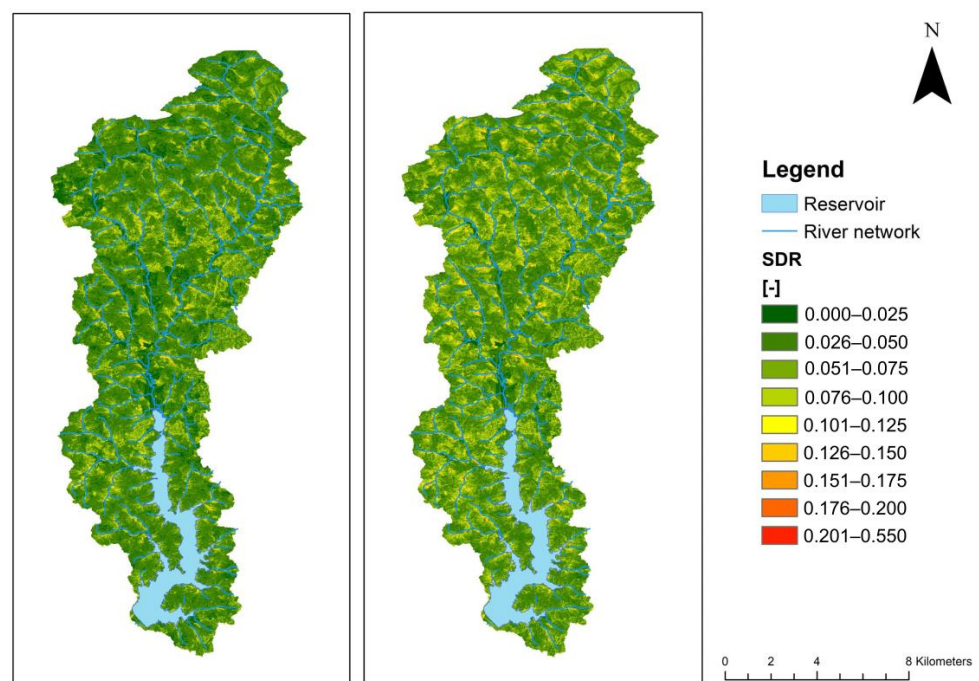 N
Legend
Reservoir
River network
SDR
[-]
0.000–0.025
0.026–0.050
0.051–0.075
0.076–0.100
0.101–0.125
0.126–0.150
0.151–0.175
0.176–0.200
0.201–0.550
0 2 4 8 Kilometers